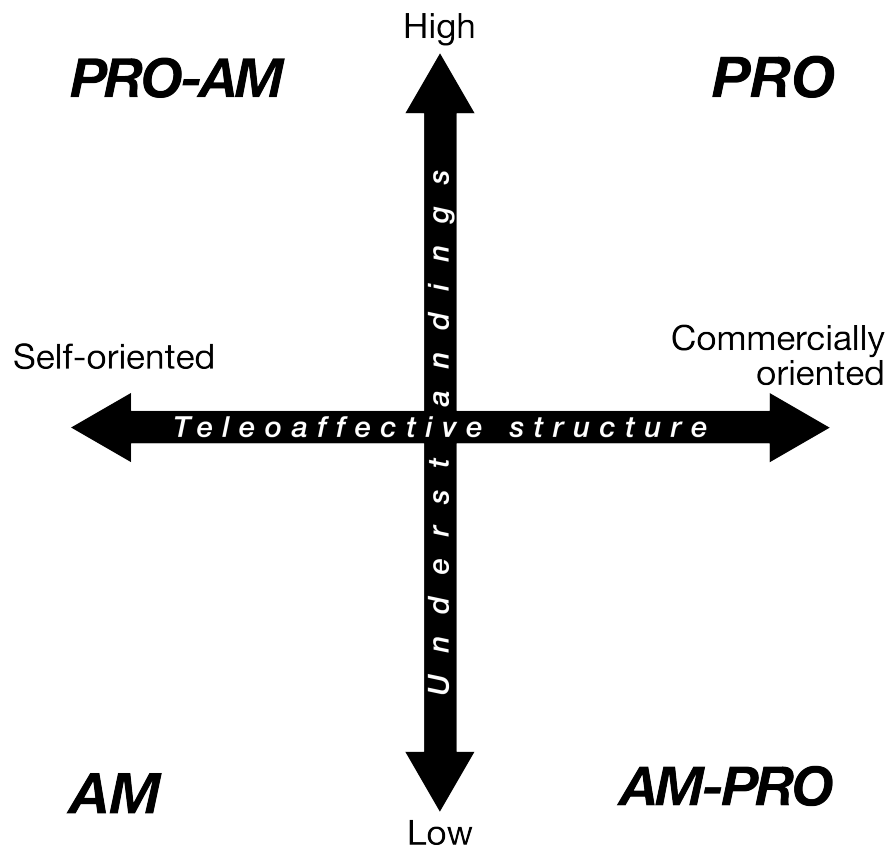 High
PRO-AM
PRO
Understandings
Self-oriented
Commercially
oriented
Teleoaffective structure
AM
AM-PRO
Low